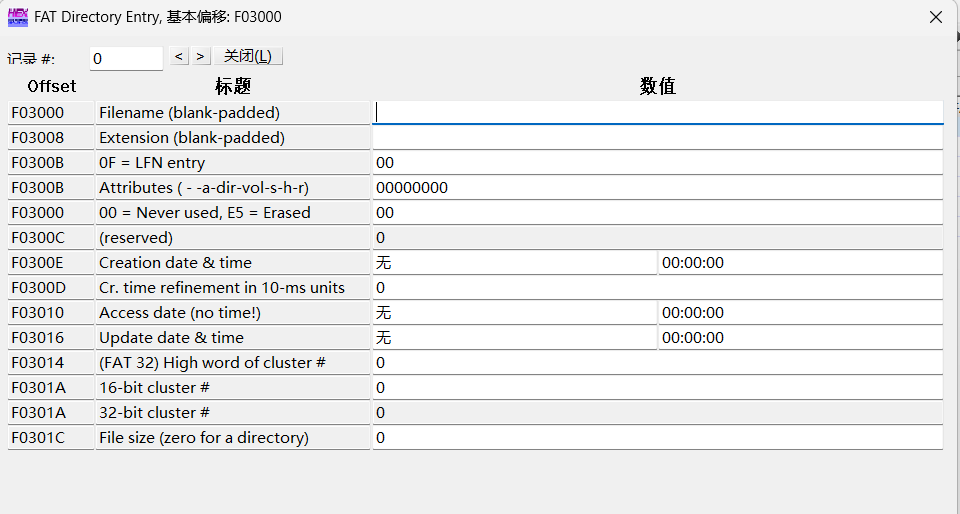 FAT Directory Entry, 基本偏移: F03000
记录 #: 0 < > 关闭(L)
Offset 标题 数值
F03000 Filename (blank-padded)
F03008 Extension (blank-padded)
F0300B 0F = LFN entry 00
F0300B Attributes ( - -a-dir-vol-s-h-r) 00000000
F03000 00 = Never used, E5 = Erased 00
F0300C (reserved) 0
F0300E Creation date & time 无 00:00:00
F0300D Cr. time refinement in 10-ms units 0
F03010 Access date (no time!) 无 00:00:00
F03016 Update date & time 无 00:00:00
F03014 (FAT 32) High word of cluster # 0
F0301A 16-bit cluster # 0
F0301A 32-bit cluster # 0
F0301C File size (zero for a directory) 0